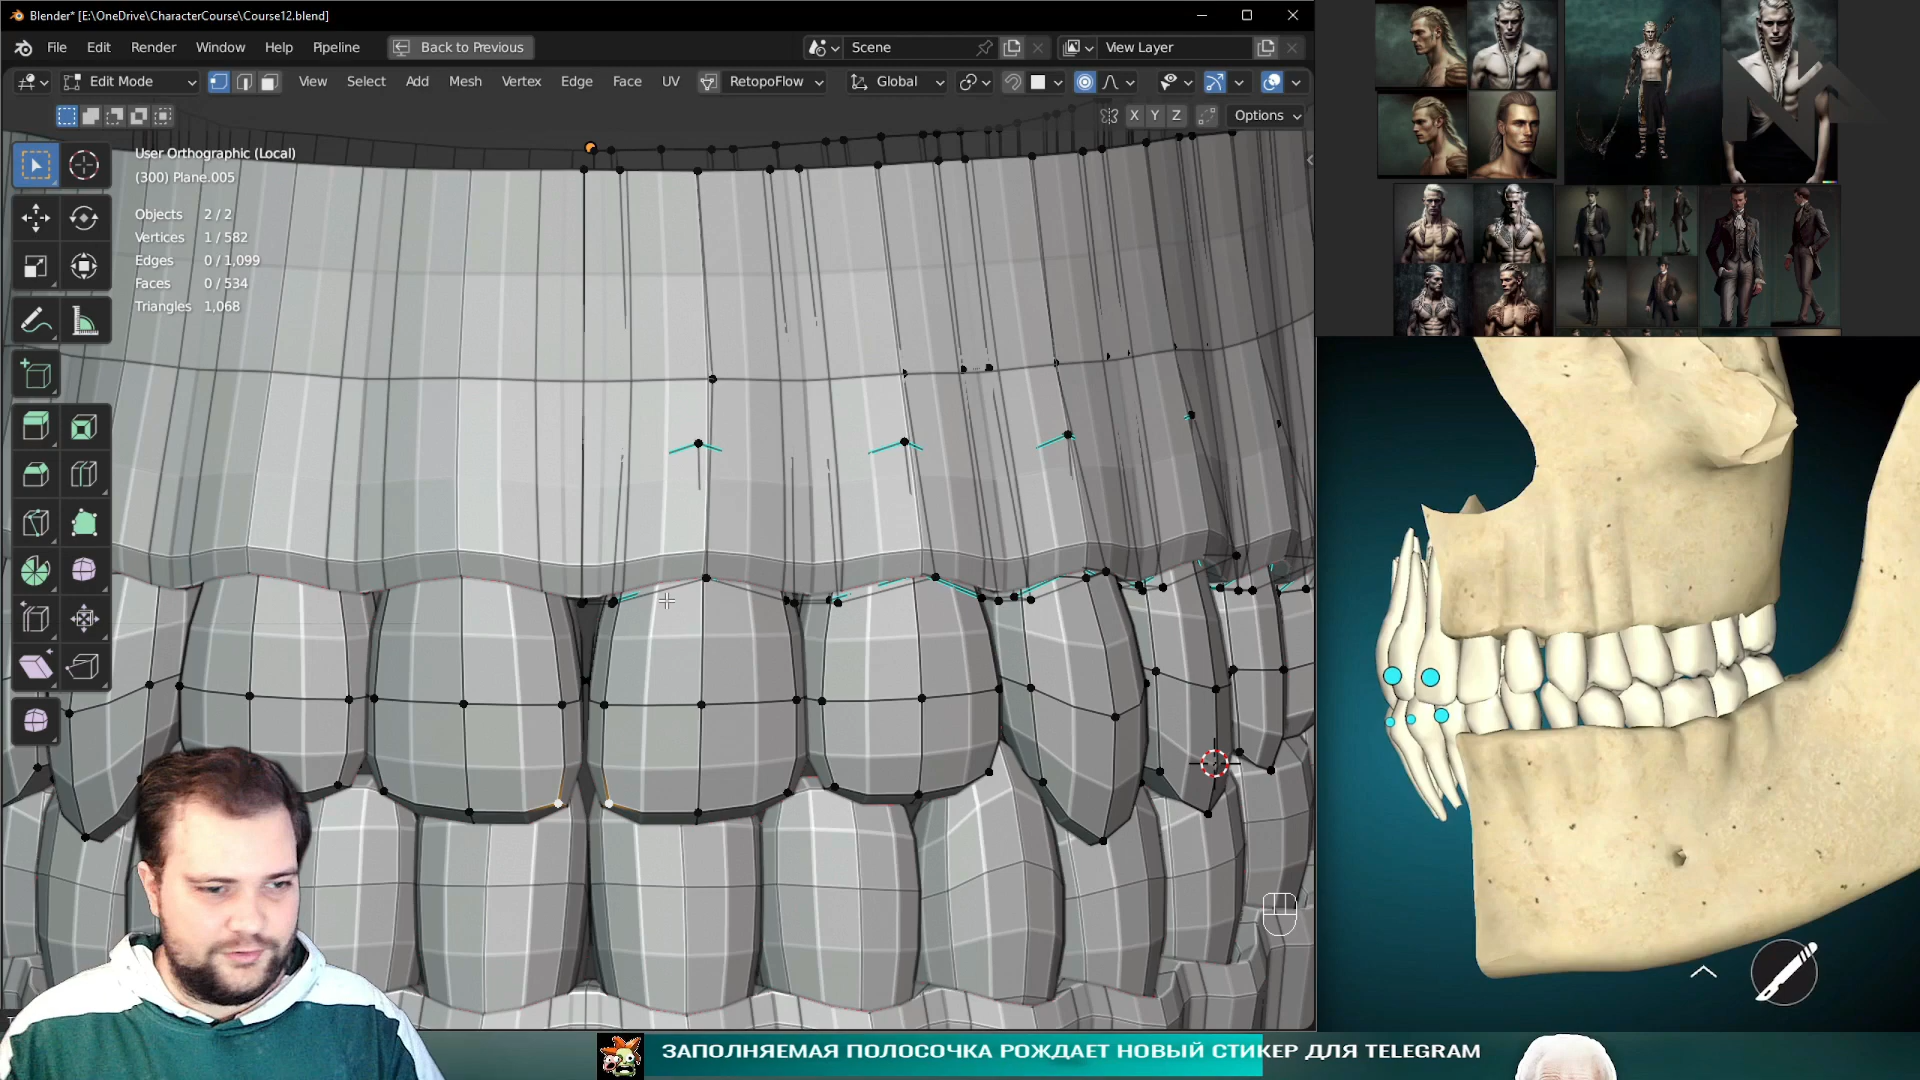 Blender* [E:\OneDrive\CharacterCourse\Course12.blend]
File Edit Render Window Help Pipeline Back to Previous Scene View Layer
Edit Mode View Select Add Mesh Vertex Edge Face UV RetopoFlow Global
X Y Z Options
User Orthographic (Local)
(300) Plane.005
Objects 2 / 2
Vertices 1 / 582
Edges 0 / 1,099
Faces 0 / 534
Triangles 1,068
ЗАПОЛНЯЕМАЯ ПОЛОСОЧКА РОЖДАЕТ НОВЫЙ СТИКЕР ДЛЯ TELEGRAM